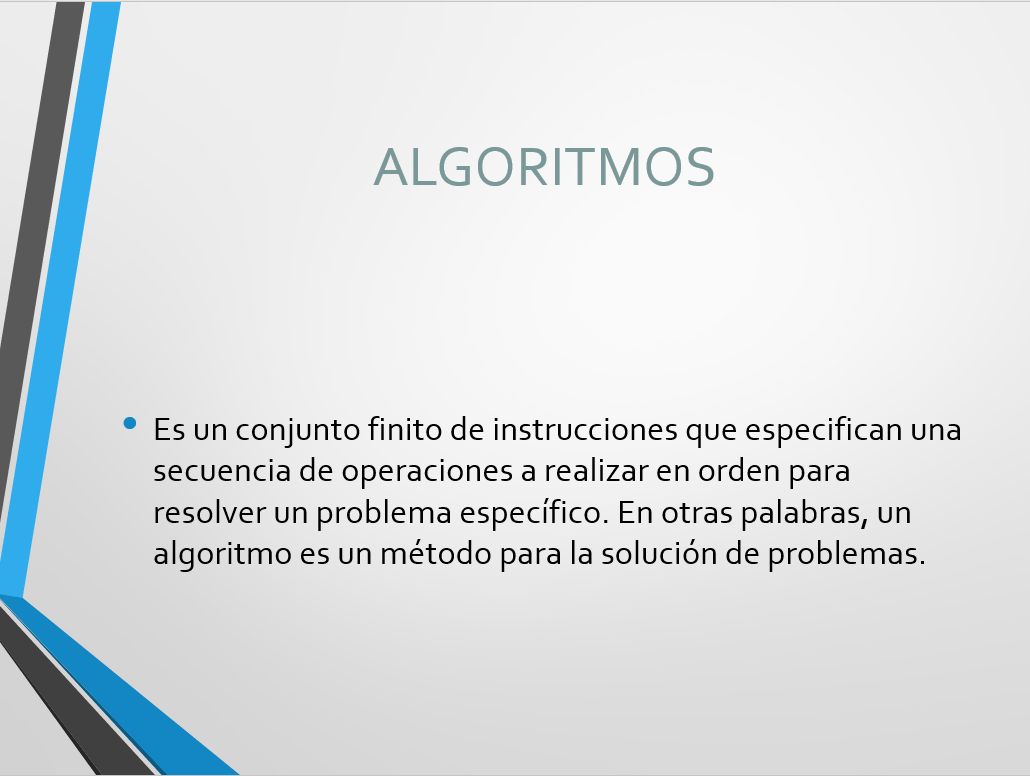 ALGORITMOS
• Es un conjunto finito de instrucciones que especifican una
secuencia de operaciones a realizar en orden para
resolver un problema específico. En otras palabras, un
algoritmo es un método para la solución de problemas.